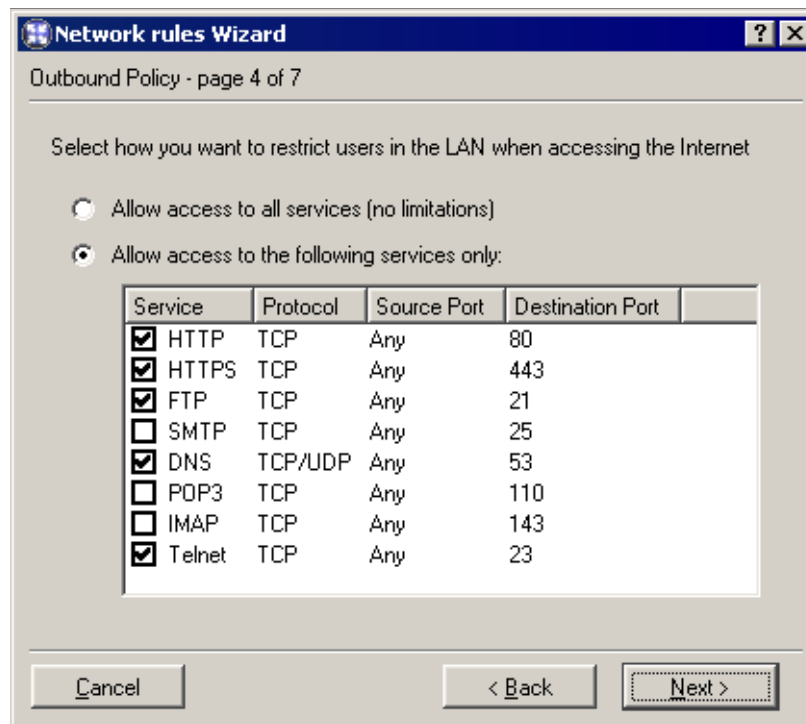 Network rules Wizard
Outbound Policy - page 4 of 7
Select how you want to restrict users in the LAN when accessing the Internet
Allow access to all services (no limitations)
Allow access to the following services only:
Service Protocol Source Port Destination Port
HTTP TCP Any 80
HTTPS TCP Any 443
FTP TCP Any 21
SMTP TCP Any 25
DNS TCP/UDP Any 53
POP3 TCP Any 110
IMAP TCP Any 143
Telnet TCP Any 23
Cancel < Back Next >